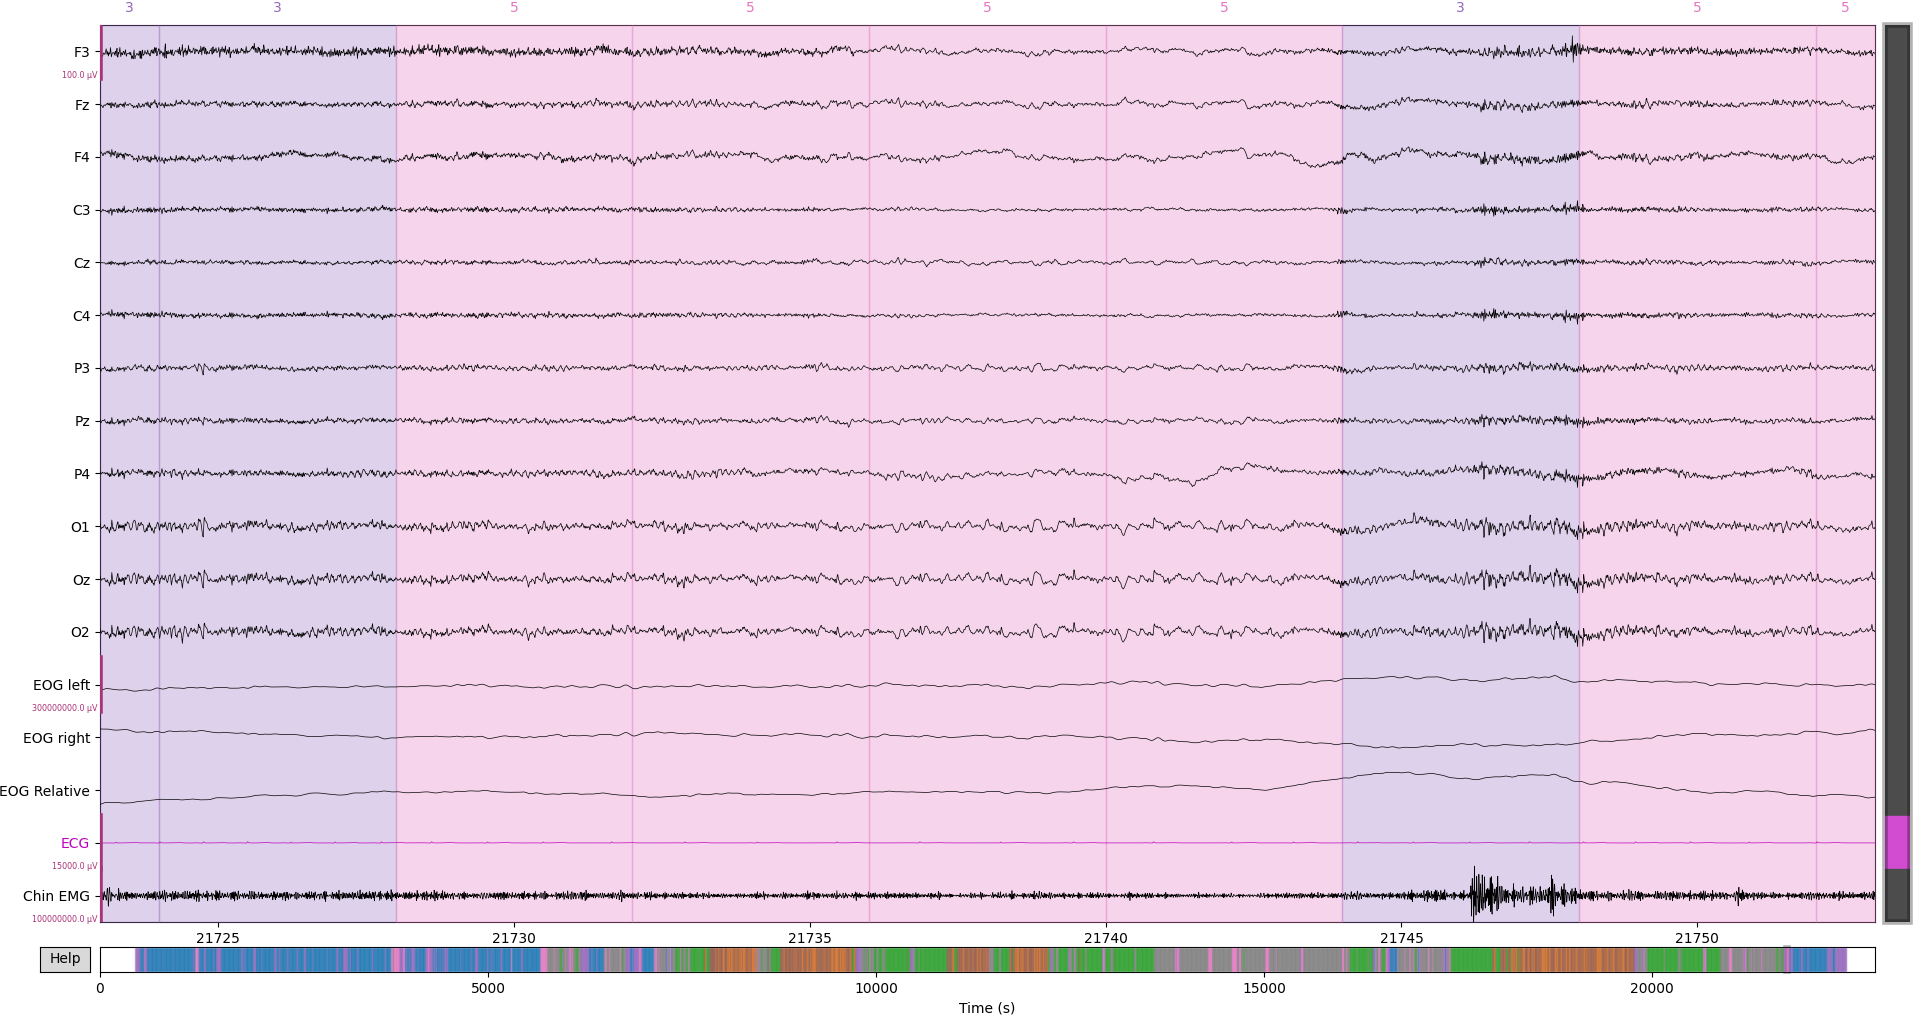 3 3 5 5 5 5 3 5 5
F3
100.0 µV
Fz
F4
C3
Cz
C4
P3
Pz
P4
O1
Oz
O2
EOG left
300000000.0 µV
EOG right
EOG Relative
ECG
15000.0 µV
Chin EMG
100000000.0 µV
21725 21730 21735 21740 21745 21750
Help
0 5000 10000 15000 20000
Time (s)